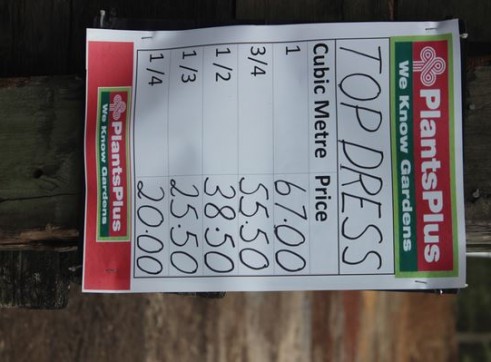 PlantsPlus
We Know Gardens
TOP DRESS
Cubic Metre Price
1 67.00
3/4 55.50
1/2 38.50
1/3 25.50
1/4 20.00
PlantsPlus
We Know Gardens